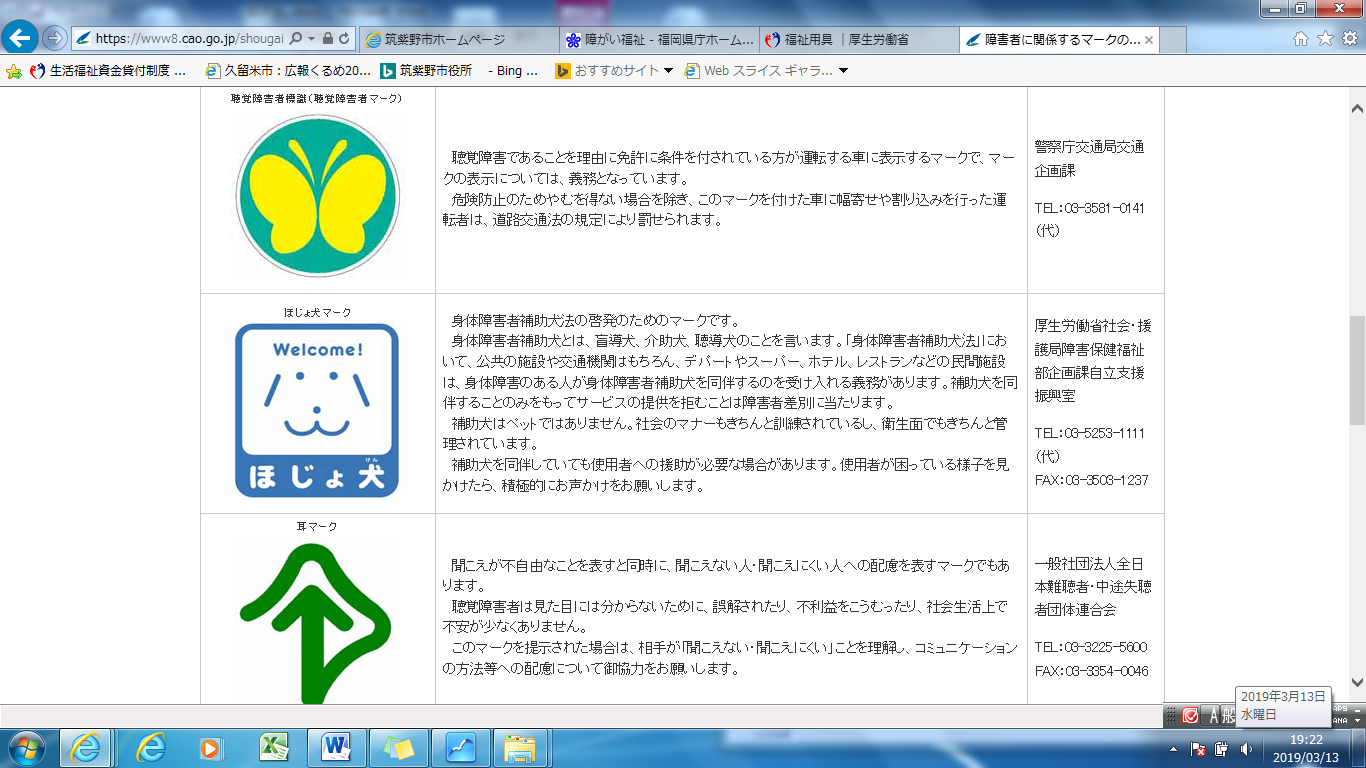 https://www8.cao.go.jp/shougai
筑紫野市ホームページ
障がい福祉 - 福岡県庁ホーム...
福祉用具 ｜厚生労働省
障害者に関係するマークの...
生活福祉資金貸付制度 ...
久留米市：広報くるめ20...
筑紫野市役所 - Bing ...
おすすめサイト
Web スライス ギャラ...
聴覚障害者標識（聴覚障害者マーク）
聴覚障害であることを理由に免許に条件を付されている方が運転する車に表示するマークで、マー
クの表示については、義務となっています。
危険防止のためやむを得ない場合を除き、このマークを付けた車に幅寄せや割り込みを行った運
転者は、道路交通法の規定により罰せられます。
警察庁交通局交通
企画課
TEL：03-3581-0141
（代）
ほじょ犬マーク
Welcome!
けん
ほじょ犬
身体障害者補助犬法の啓発のためのマークです。
身体障害者補助犬とは、盲導犬、介助犬、聴導犬のことを言います。「身体障害者補助犬法」にお
いて、公共の施設や交通機関はもちろん、デパートやスーパー、ホテル、レストランなどの民間施設
は、身体障害のある人が身体障害者補助犬を同伴するのを受け入れる義務があります。補助犬を同
伴することのみをもってサービスの提供を拒むことは障害者差別に当たります。
補助犬はペットではありません。社会のマナーもきちんと訓練されているし、衛生面でもきちんと管
理されています。
補助犬を同伴していても使用者への援助が必要な場合があります。使用者が困っている様子を見
かけたら、積極的にお声かけをお願いします。
厚生労働省社会・援
護局障害保健福祉
部企画課自立支援
振興室
TEL：03-5253-1111
（代）
FAX：03-3503-1237
耳マーク
聞こえが不自由なことを表すと同時に、聞こえない人・聞こえにくい人への配慮を表すマークでもあ
ります。
聴覚障害者は見た目には分からないために、誤解されたり、不利益をこうむったり、社会生活上で
不安が少なくありません。
このマークを提示された場合は、相手が「聞こえない・聞こえにくい」ことを理解し、コミュニケーション
の方法等への配慮について御協力をお願いします。
一般社団法人全日
本難聴者・中途失聴
者団体連合会
TEL：03-3225-5600
FAX：03-3354-0046
2019年3月13日
水曜日
A 般
19:22
2019/03/13